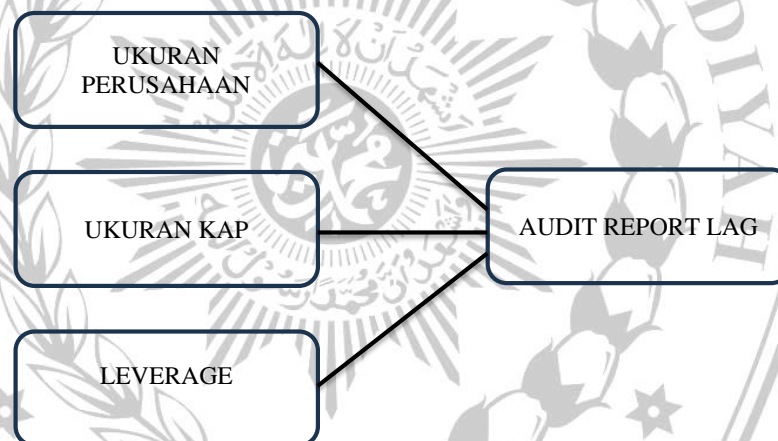 UKURAN
PERUSAHAAN
UKURAN KAP
AUDIT REPORT LAG
LEVERAGE